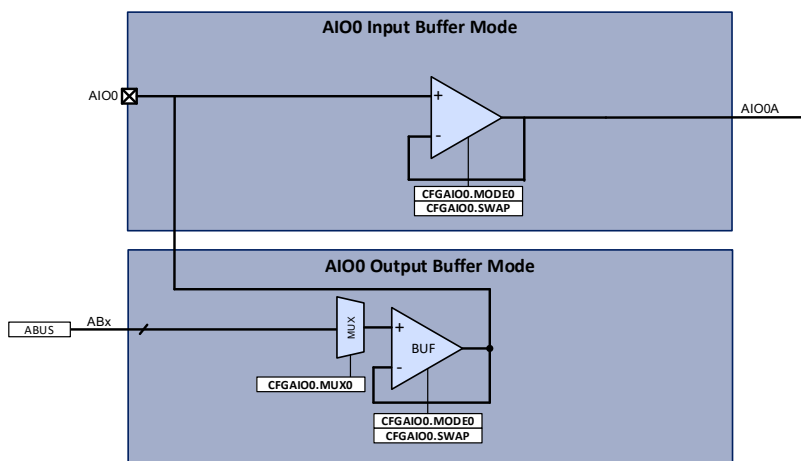 AIO0 Input Buffer Mode
AIO0
+
-
AIO0A
CFGAIO0.MODE0
CFGAIO0.SWAP
AIO0 Output Buffer Mode
ABUS
ABx
MUX
+
BUF
-
CFGAIO0.MUX0
CFGAIO0.MODE0
CFGAIO0.SWAP